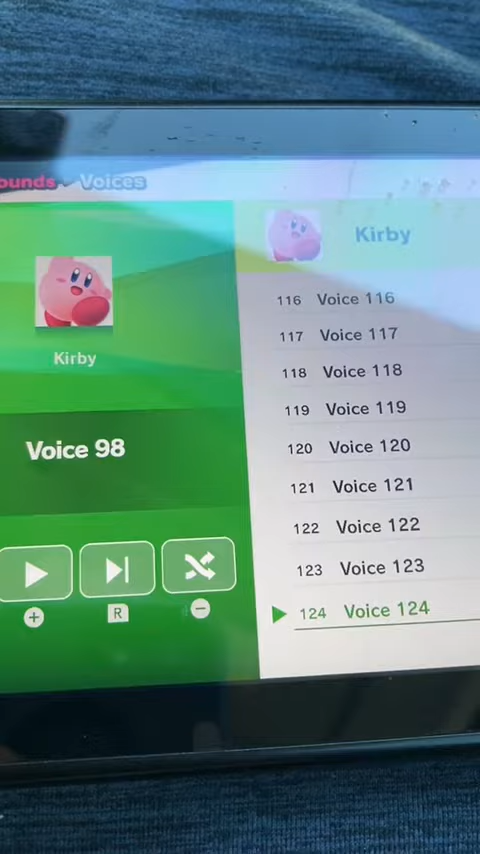 ounds - Voices
Kirby
Voice 98
+
R
−
Kirby
116 Voice 116
117 Voice 117
118 Voice 118
119 Voice 119
120 Voice 120
121 Voice 121
122 Voice 122
123 Voice 123
124 Voice 124